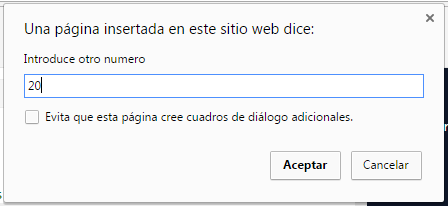 Una página insertada en este sitio web dice:
Introduce otro numero
20
Evita que esta página cree cuadros de diálogo adicionales.
Aceptar Cancelar